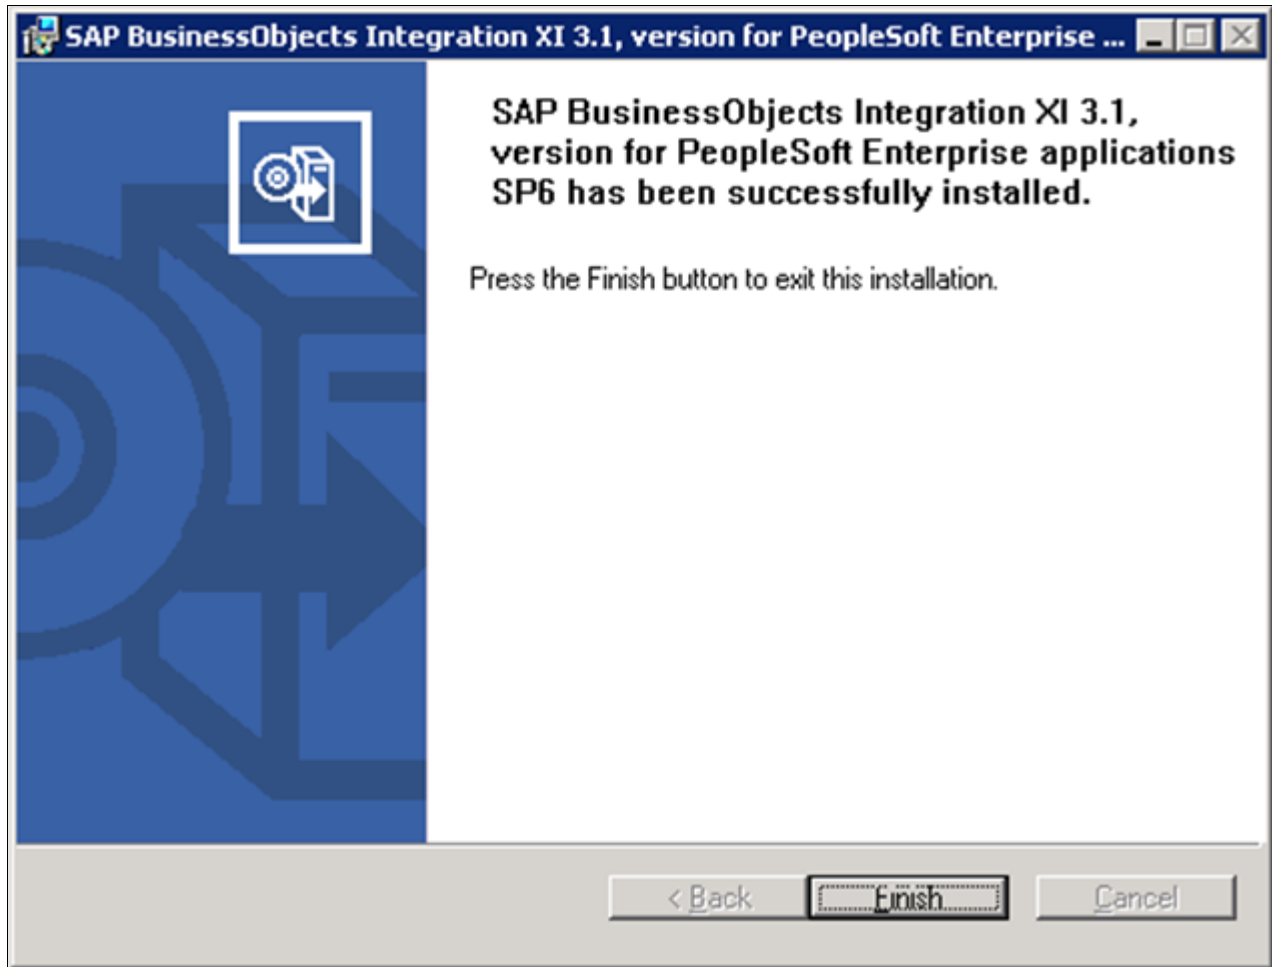 SAP BusinessObjects Integration XI 3.1, version for PeopleSoft Enterprise ...
SAP BusinessObjects Integration XI 3.1,
version for PeopleSoft Enterprise applications
SP6 has been successfully installed.
Press the Finish button to exit this installation.
< Back Finish Cancel